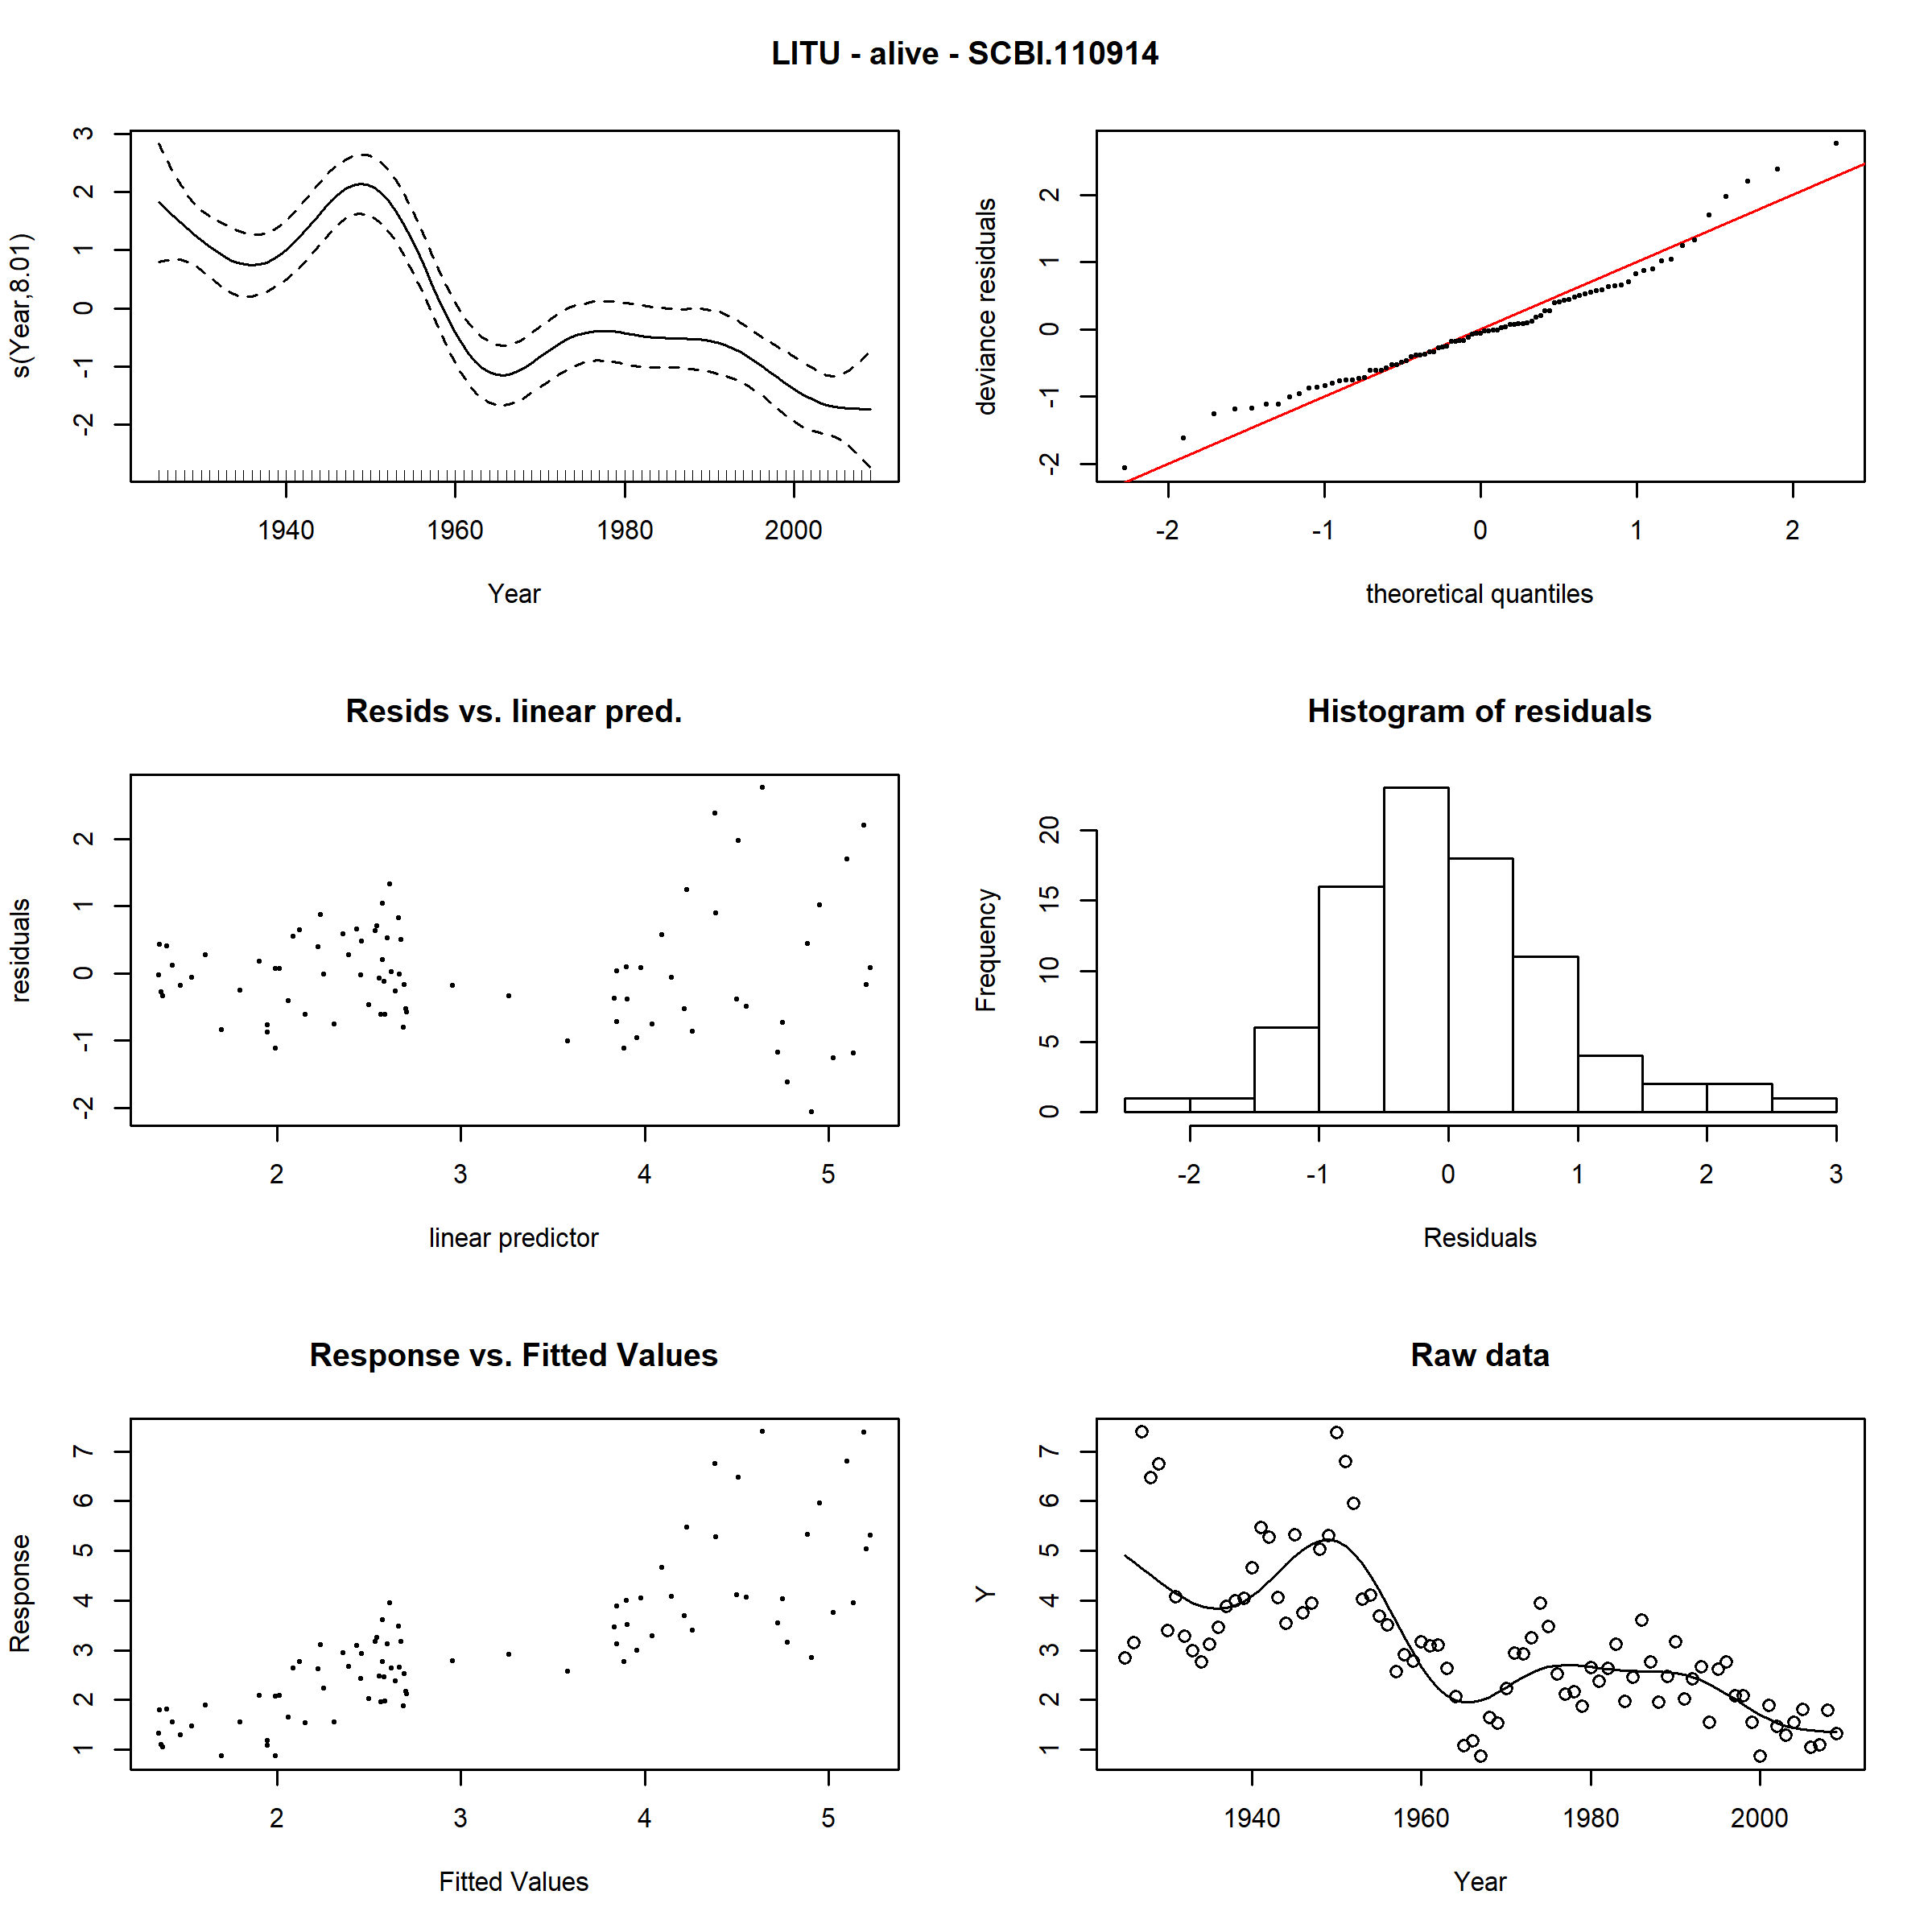 LITU - alive - SCBI.110914
s(Year,8.01)
3
2
1
0
-1
-2
1940 1960 1980 2000
Year
deviance residuals
2
1
0
-1
-2
-2 -1 0 1 2
theoretical quantiles
Resids vs. linear pred.
residuals
2
1
0
-1
-2
2 3 4 5
linear predictor
Histogram of residuals
Frequency
20
15
10
5
0
-2 -1 0 1 2 3
Residuals
Response vs. Fitted Values
Response
7
6
5
4
3
2
1
2 3 4 5
Fitted Values
Raw data
Y
7
6
5
4
3
2
1
1940 1960 1980 2000
Year